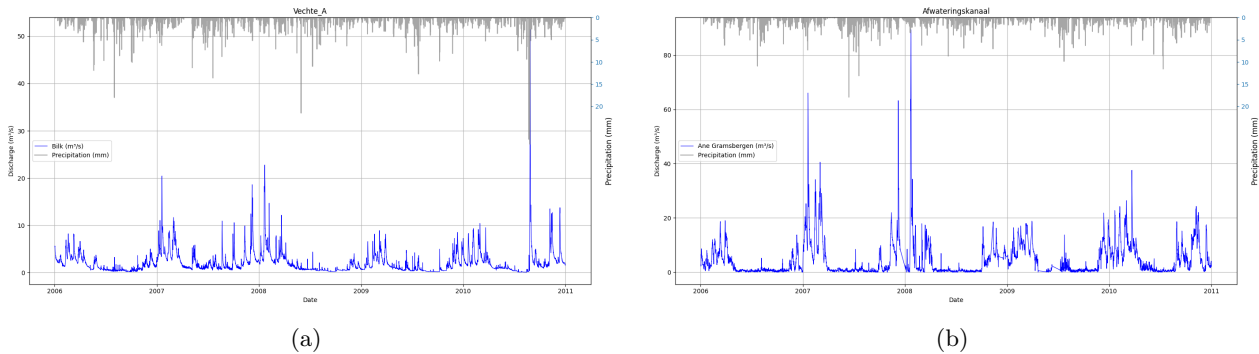 Vechte_A
50
40
30
20
10
0
Discharge (m³/s)
0
5
10
15
20
Precipitation (mm)
Bilk (m³/s)
Precipitation (mm)
2006
2007
2008
2009
2010
2011
Date
(a)
Afwateringskanaal
80
60
40
20
0
Discharge (m³/s)
0
5
10
15
20
Precipitation (mm)
Ane Gramsbergen (m³/s)
Precipitation (mm)
2006
2007
2008
2009
2010
2011
Date
(b)